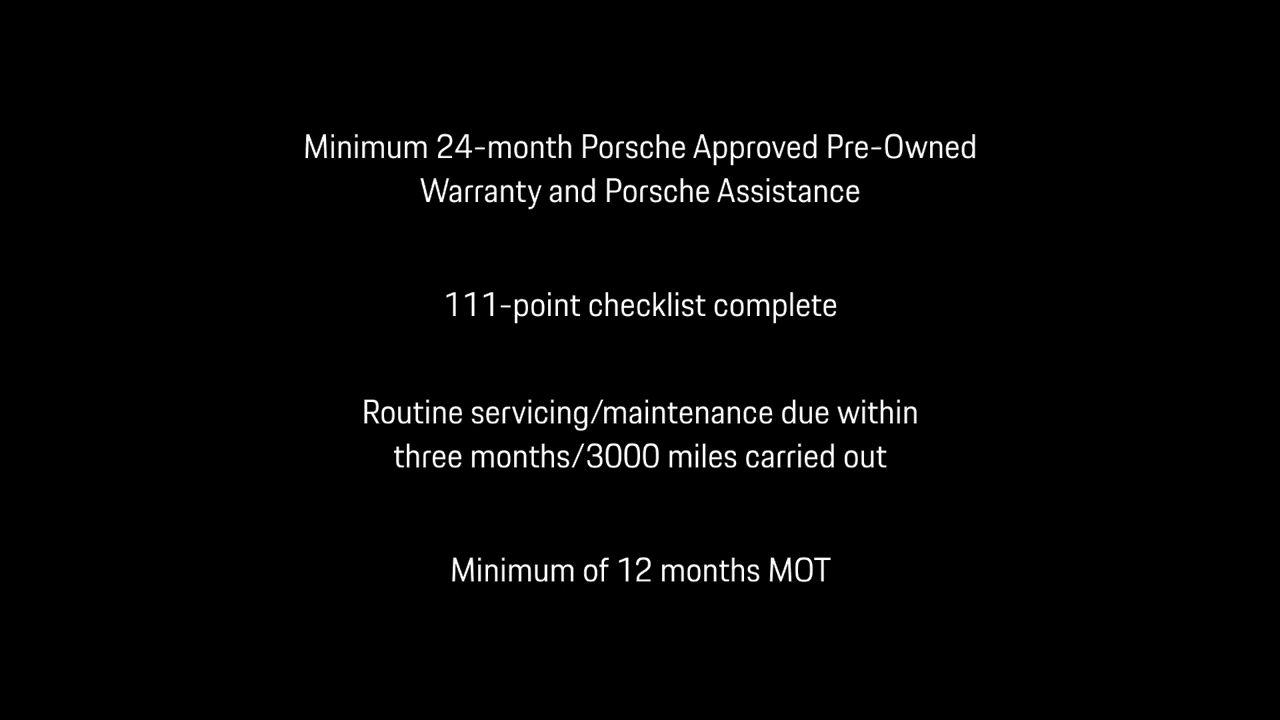 Minimum 24-month Porsche Approved Pre-Owned
Warranty and Porsche Assistance
111-point checklist complete
Routine servicing/maintenance due within
three months/3000 miles carried out
Minimum of 12 months MOT